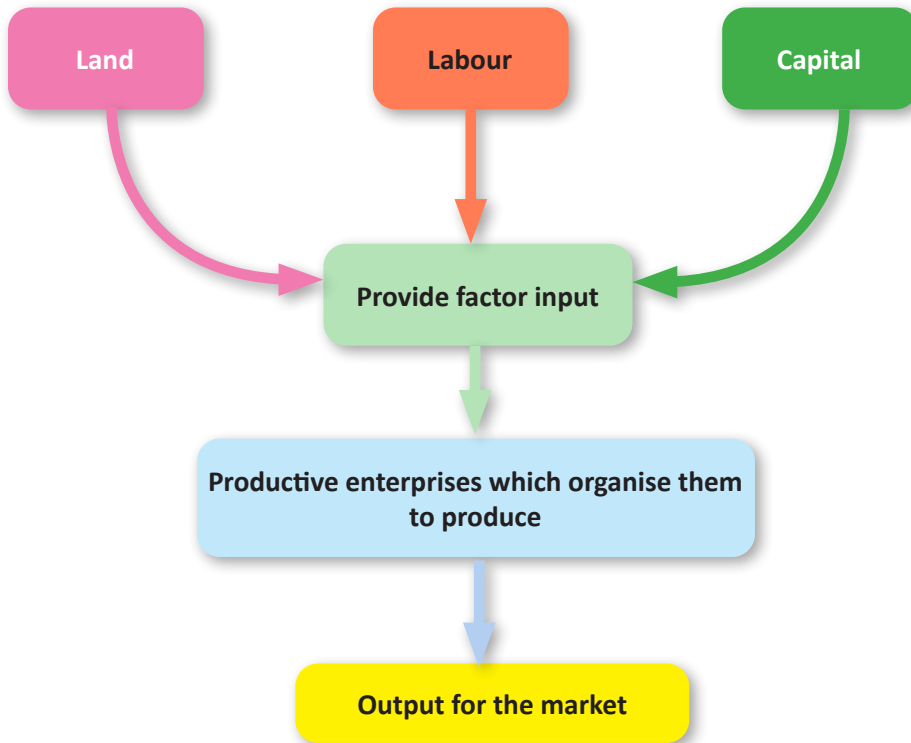 Land
Labour
Capital
Provide factor input
Productive enterprises which organise them
to produce
Output for the market